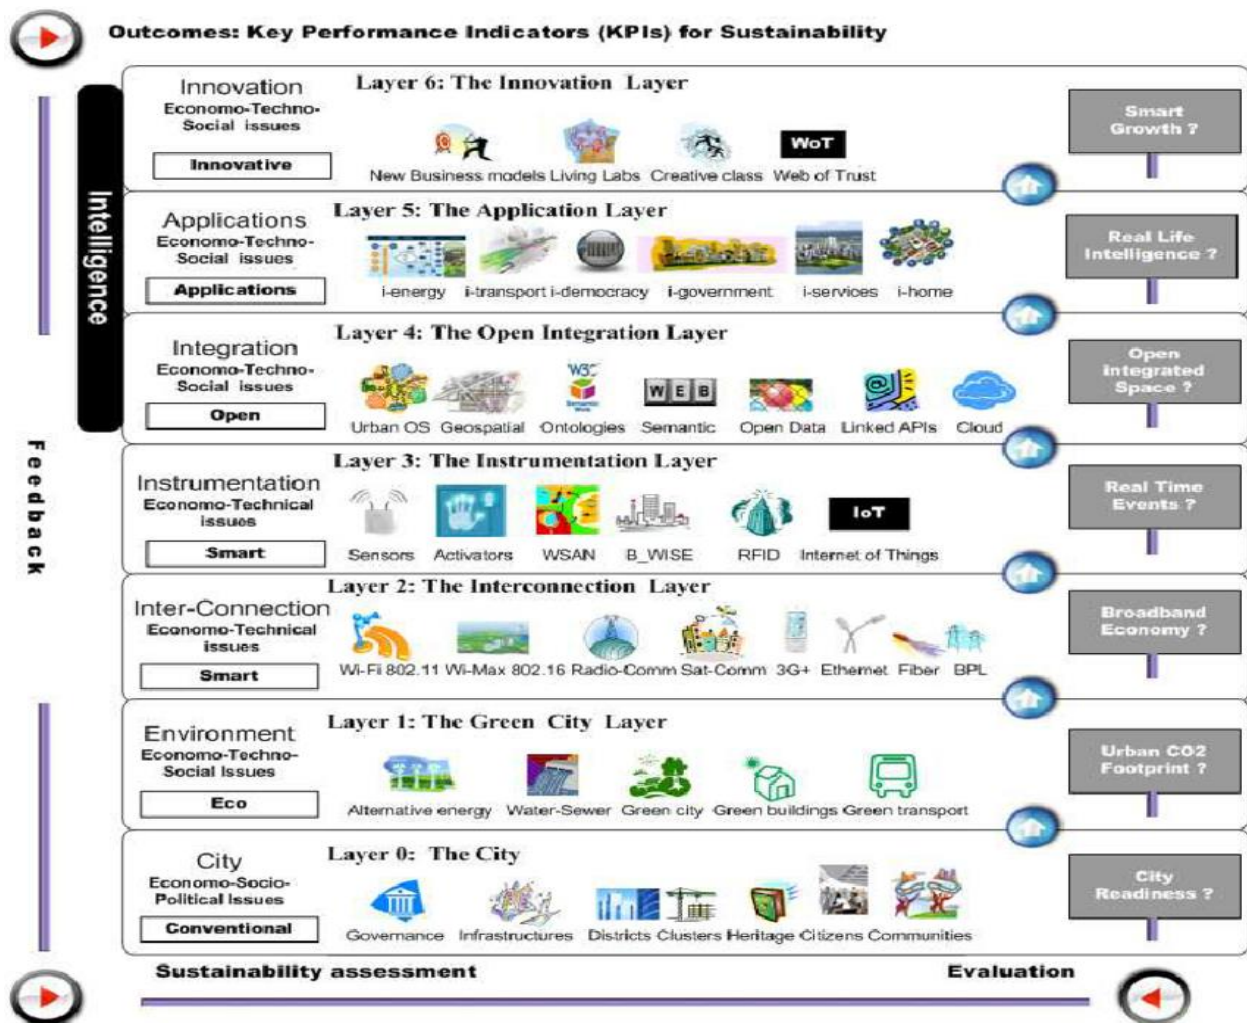 Outcomes: Key Performance Indicators (KPIs) for Sustainability
Innovation
Economo-Techno-
Social issues
Innovative
Layer 6: The Innovation Layer
WoT
New Business models Living Labs Creative class Web of Trust
Smart
Growth ?
Intelligence
Applications
Economo-Techno-
Social issues
Applications
Layer 5: The Application Layer
i-energy i-transport i-democracy i-government i-services i-home
Real Life
Intelligence ?
Integration
Economo-Techno-
Social issues
Open
Layer 4: The Open Integration Layer
W3C
Semantic
Web
WEB
Urban OS Geospatial Ontologies Semantic Open Data Linked APIs Cloud
Open
Integrated
Space ?
Feedback
Instrumentation
Economo-Technical
issues
Smart
Layer 3: The Instrumentation Layer
IoT
Sensors Activators WSAN B_WISE RFID Internet of Things
Real Time
Events ?
Inter-Connection
Economo-Technical
issues
Smart
Layer 2: The Interconnection Layer
Wi-Fi 802.11 Wi-Max 802.16 Radio-Comm Sat-Comm 3G+ Ethernet Fiber BPL
Broadband
Economy ?
Environment
Economo-Techno-
Social Issues
Eco
Layer 1: The Green City Layer
Alternative energy Water-Sewer Green city Green buildings Green transport
Urban CO2
Footprint ?
City
Economo-Socio-
Political Issues
Conventional
Layer 0: The City
Governance Infrastructures Districts-Clusters Heritage Citizens Communities
City
Readiness ?
Sustainability assessment
Evaluation